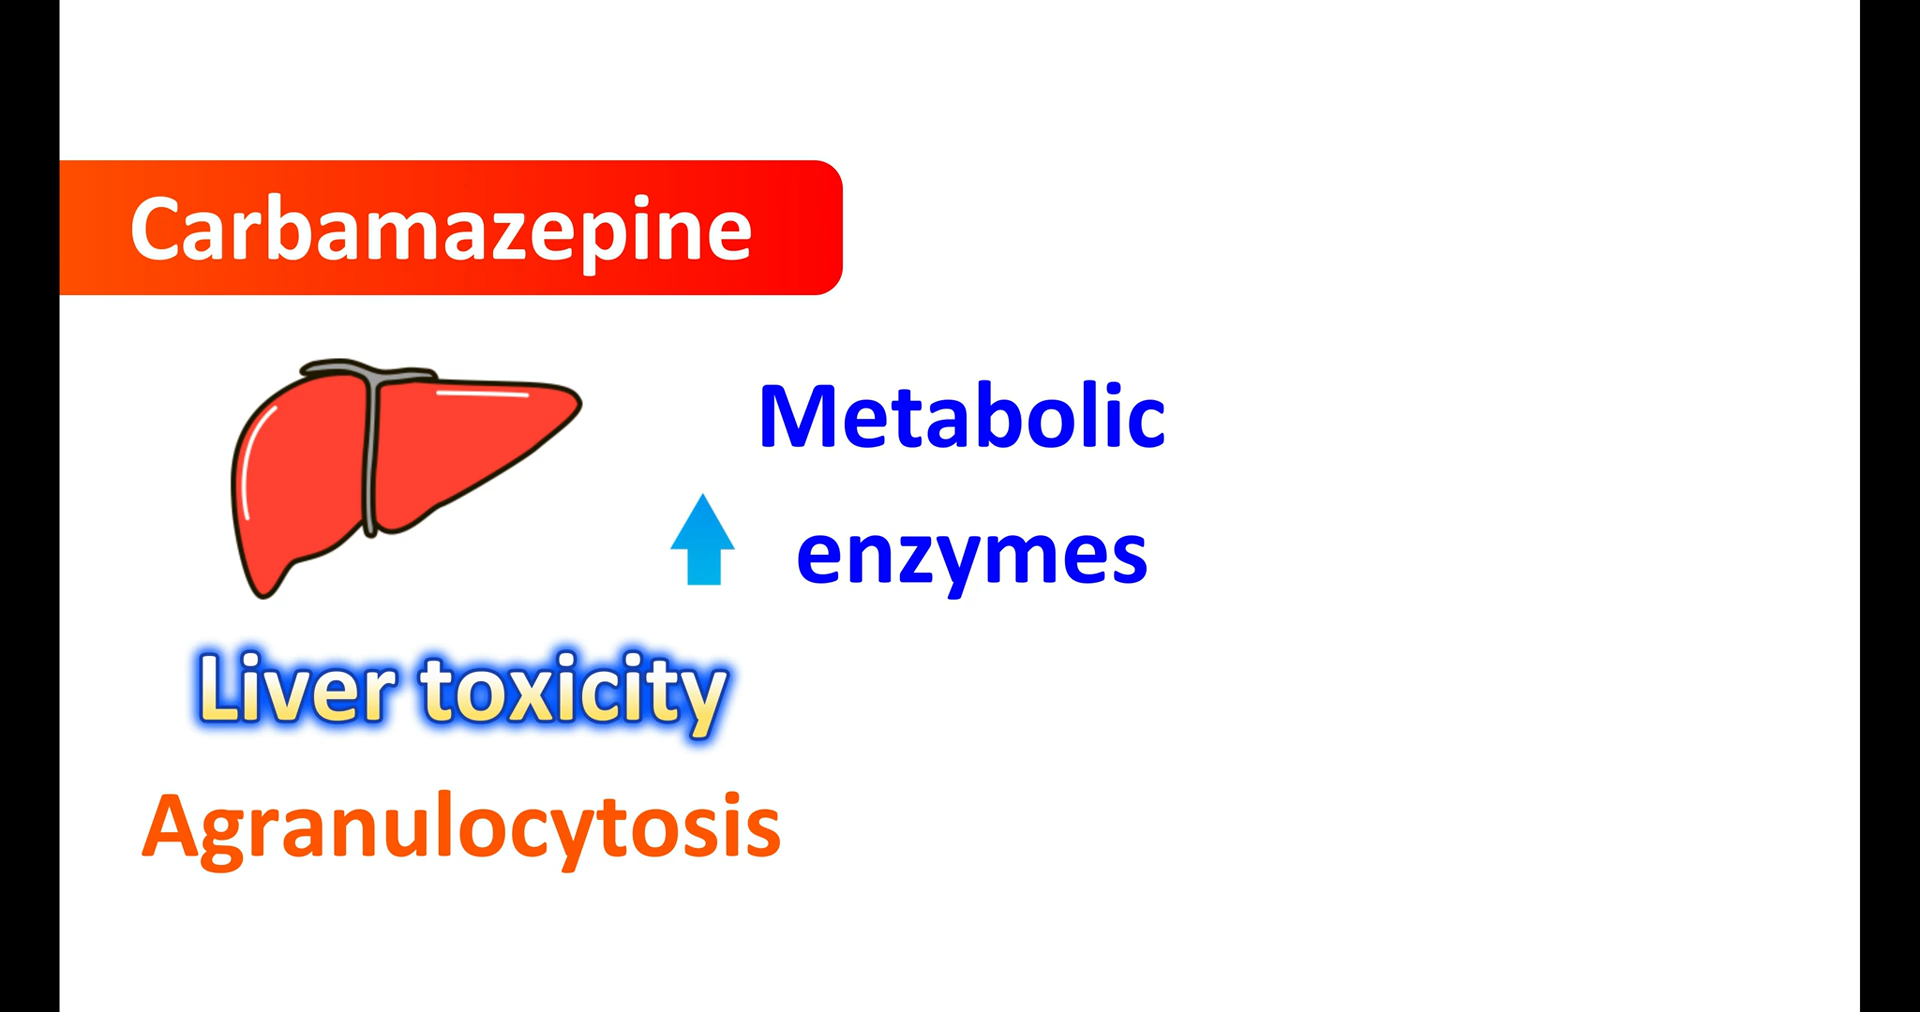 Carbamazepine
Metabolic
enzymes
Liver toxicity
Agranulocytosis